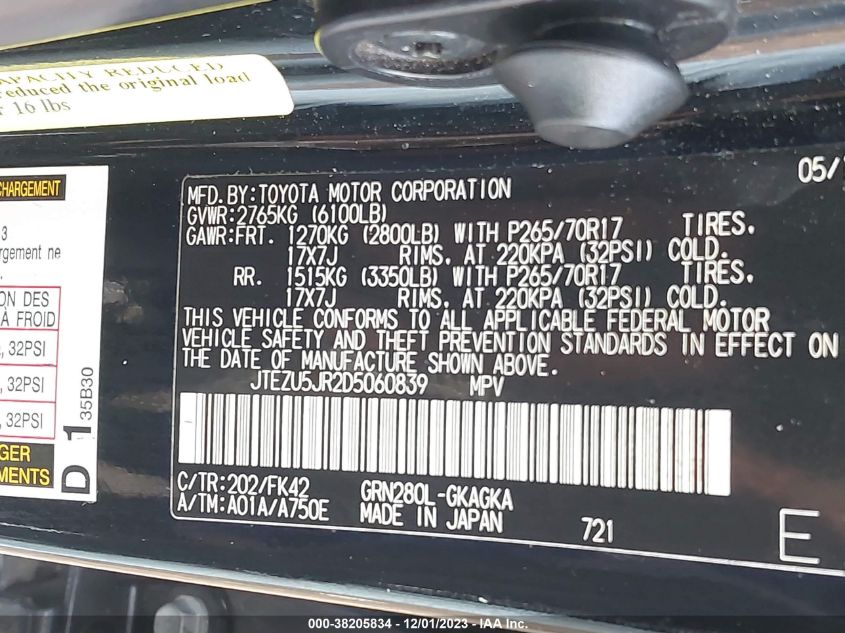 CAPACITY REDUCED
reduced the original load
16 lbs
CHARGEMENT
3
rgement ne
ION DES
À FROID
, 32PSI
, 32PSI
, 32PSI
GER
EMENTS
D 1 35B30
05/
MFD.BY:TOYOTA MOTOR CORPORATION
GVWR:2765KG (6100LB)
GAWR:FRT. 1270KG (2800LB) WITH P265/70R17 TIRES.
17X7J RIMS. AT 220KPA (32PSI) COLD.
RR. 1515KG (3350LB) WITH P265/70R17 TIRES.
17X7J RIMS. AT 220KPA (32PSI) COLD.
THIS VEHICLE CONFORMS TO ALL APPLICABLE FEDERAL MOTOR
VEHICLE SAFETY AND THEFT PREVENTION STANDARDS IN EFFECT ON
THE DATE OF MANUFACTURE SHOWN ABOVE.
JTEZU5JR2D5060839 MPV
C/TR:202/FK42 GRN280L-GKAGKA
A/TM:A01A/A750E MADE IN JAPAN 721
E
000-38205834 - 12/01/2023 - IAA Inc.